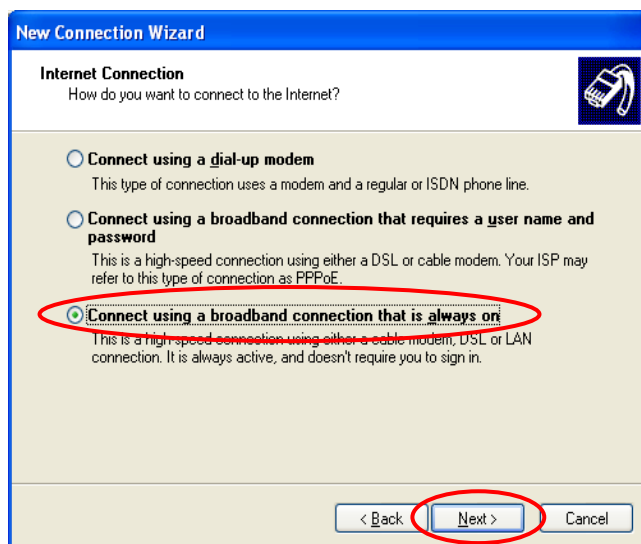 New Connection Wizard
Internet Connection
How do you want to connect to the Internet?
Connect using a dial-up modem
This type of connection uses a modem and a regular or ISDN phone line.
Connect using a broadband connection that requires a user name and
password
This is a high-speed connection using either a DSL or cable modem. Your ISP may
refer to this type of connection as PPPoE.
Connect using a broadband connection that is always on
This is a high-speed connection using either a cable modem, DSL or LAN
connection. It is always active, and doesn't require you to sign in.
< Back
Next >
Cancel